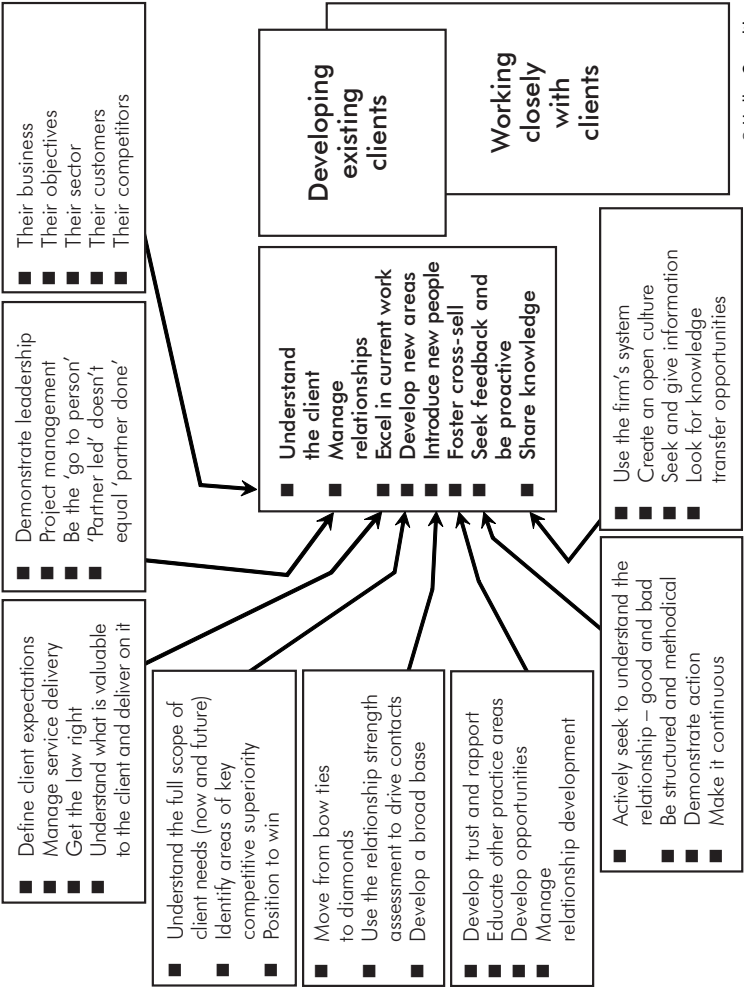 Define client expectations
Manage service delivery
Get the law right
Understand what is valuable
to the client and deliver on it
Demonstrate leadership
Project management
Be the 'go to person'
'Partner led' doesn't
equal 'partner done'
Their business
Their objectives
Their sector
Their customers
Their competitors
Understand the full scope of
client needs (now and future)
Identify areas of key
competitive superiority
Position to win
Move from bow ties
to diamonds
Use the relationship strength
assessment to drive contacts
Develop a broad base
Develop trust and rapport
Educate other practice areas
Develop opportunities
Manage
relationship development
Actively seek to understand the
relationship – good and bad
Be structured and methodical
Demonstrate action
Make it continuous
Use the firm's system
Create an open culture
Seek and give information
Look for knowledge
transfer opportunities
Understand
the client
Manage
relationships
Excel in current work
Develop new areas
Introduce new people
Foster cross-sell
Seek feedback and
be proactive
Share knowledge
Developing
existing
clients
Working
closely
with
clients